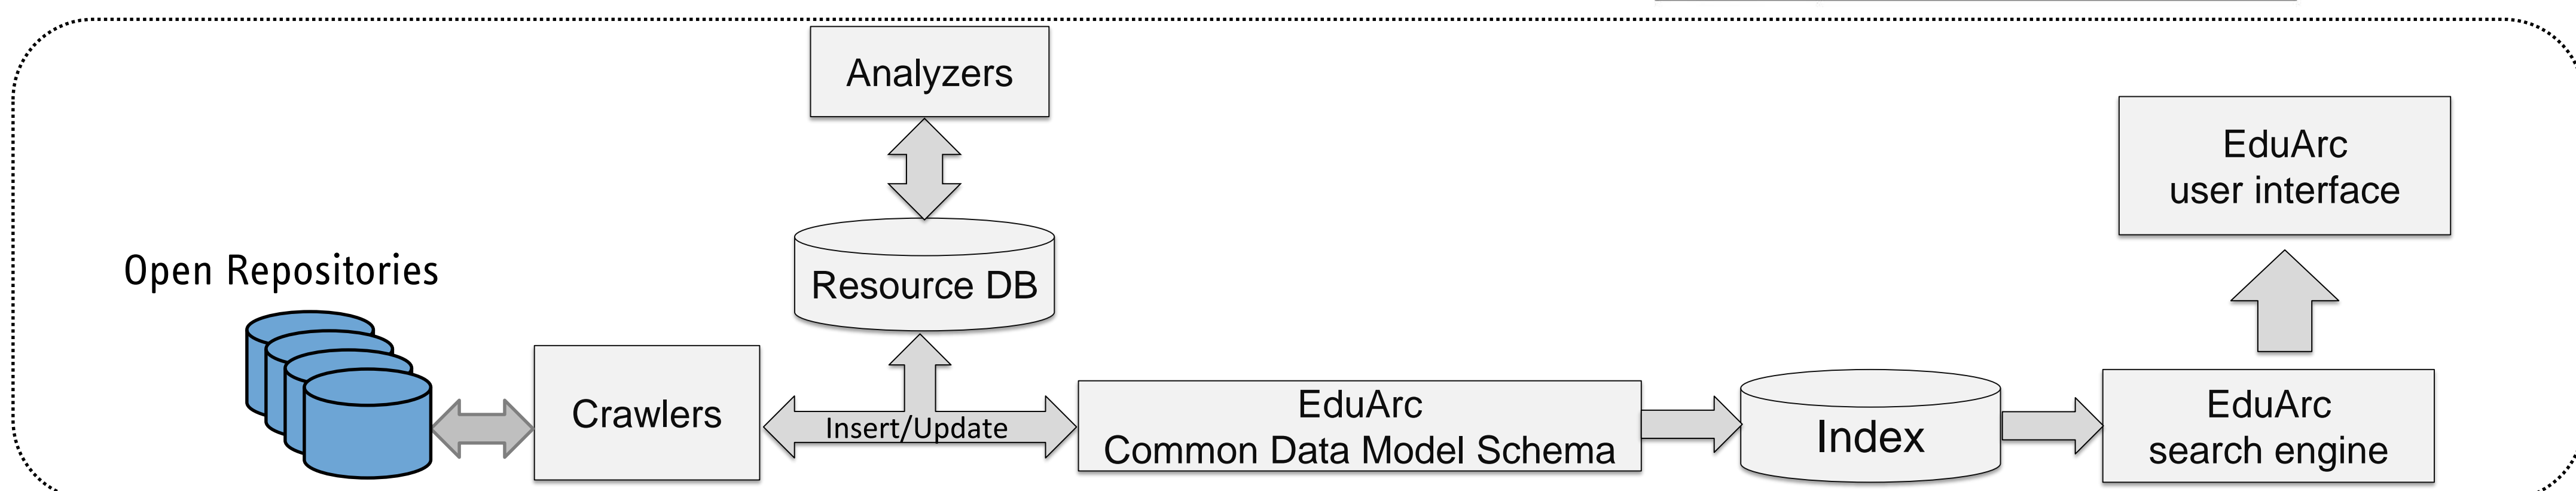 Analyzers
EduArc
user interface
Open Repositories
Resource DB
Crawlers
Insert/Update
EduArc
Common Data Model Schema
Index
EduArc
search engine